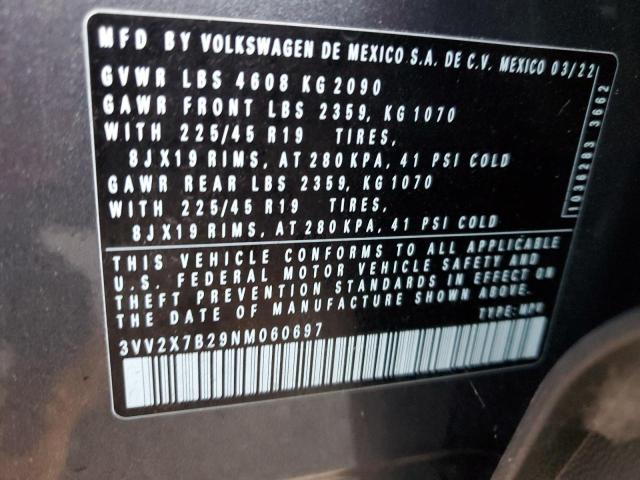 MFD BY VOLKSWAGEN DE MEXICO S.A. DE C.V. MEXICO 03/22
GVWR LBS 4608 KG 2090
GAWR FRONT LBS 2359, KG 1070
WITH 225/45 R19 TIRES,
8JX19 RIMS, AT 280 KPA, 41 PSI COLD
GAWR REAR LBS 2359, KG 1070
WITH 225/45 R19 TIRES,
8JX19 RIMS, AT 280 KPA, 41 PSI COLD
THIS VEHICLE CONFORMS TO ALL APPLICABLE
U.S. FEDERAL MOTOR VEHICLE SAFETY AND
THEFT PREVENTION STANDARDS IN EFFECT ON
THE DATE OF MANUFACTURE SHOWN ABOVE.
TYPE: MPV
3VV2X7B29NM060697
1036283 3662